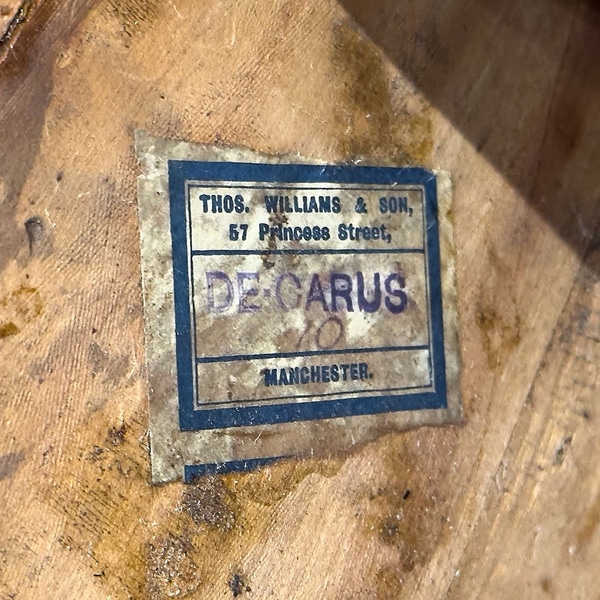 THOS. WILLIAMS & SON,
57 Princess Street,
DE-CARUS
10
MANCHESTER.